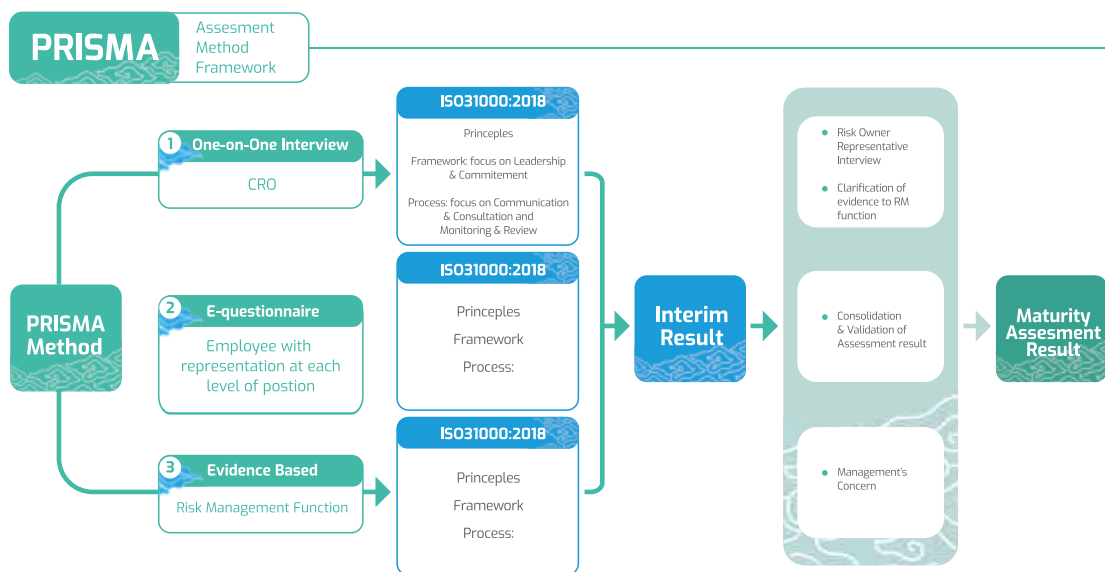 PRISMA
Assesment
Method
Framework
PRISMA
Method
1 One-on-One Interview
CRO
2 E-questionnaire
Employee with
representation at each
level of postion
3 Evidence Based
Risk Management Function
ISO31000:2018
Princeples
Framework: focus on Leadership
& Commitement
Process: focus on Communication
& Consultation and
Monitoring & Review
ISO31000:2018
Princeples
Framework
Process:
ISO31000:2018
Princeples
Framework
Process:
Interim
Result
Risk Owner
Representative
Interview
Clarification of
evidence to RM
function
Consolidation
& Validation of
Assessment result
Management's
Concern
Maturity
Assesment
Result